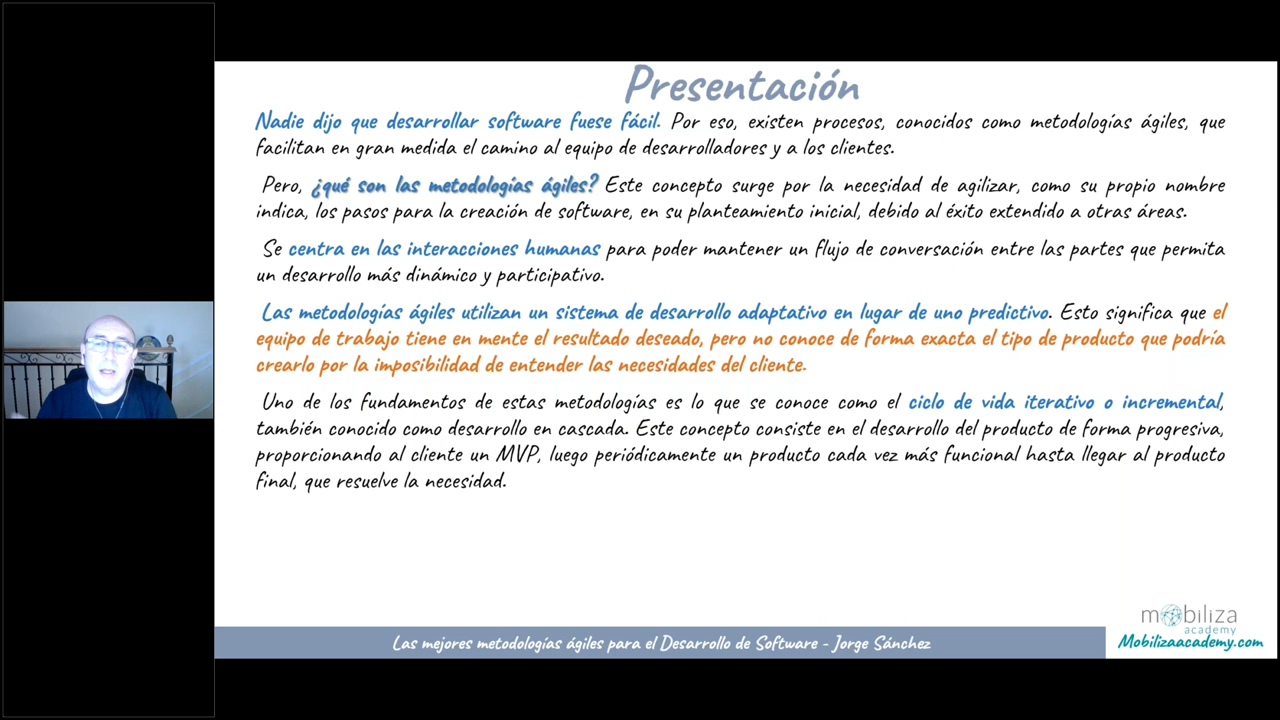 Presentación
Nadie dijo que desarrollar software fuese fácil. Por eso, existen procesos, conocidos como metodologías ágiles, que
facilitan en gran medida el camino al equipo de desarrolladores y a los clientes.
Pero, ¿qué son las metodologías ágiles? Este concepto surge por la necesidad de agilizar, como su propio nombre
indica, los pasos para la creación de software, en su planteamiento inicial, debido al éxito extendido a otras áreas.
Se centra en las interacciones humanas para poder mantener un flujo de conversación entre las partes que permita
un desarrollo más dinámico y participativo.
Las metodologías ágiles utilizan un sistema de desarrollo adaptativo en lugar de uno predictivo. Esto significa que el
equipo de trabajo tiene en mente el resultado deseado, pero no conoce de forma exacta el tipo de producto que podría
crearlo por la imposibilidad de entender las necesidades del cliente.
Uno de los fundamentos de estas metodologías es lo que se conoce como el ciclo de vida iterativo o incremental,
también conocido como desarrollo en cascada. Este concepto consiste en el desarrollo del producto de forma progresiva,
proporcionando al cliente un MVP, luego periódicamente un producto cada vez más funcional hasta llegar al producto
final, que resuelve la necesidad.
mobiliza
academy
Las mejores metodologías ágiles para el Desarrollo de Software - Jorge Sánchez
Mobilizaacademy.com